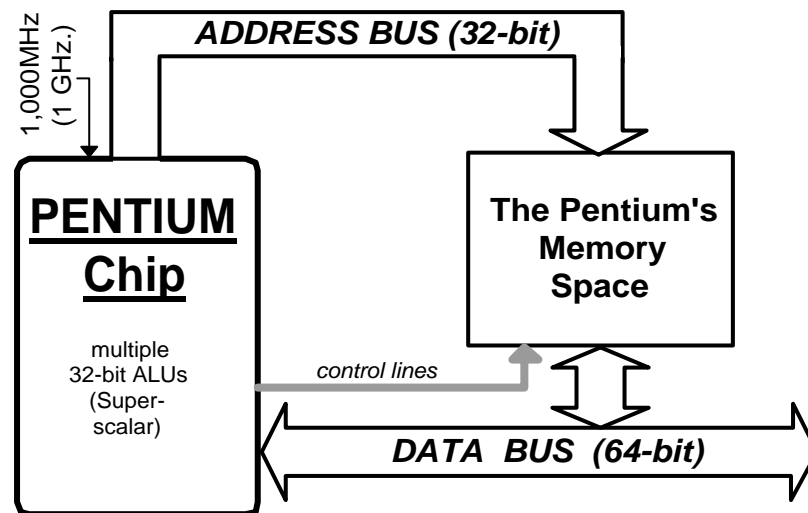 ADDRESS BUS (32-bit)
1,000MHz
(1 GHz.)
PENTIUM
Chip
multiple
32-bit ALUs
(Super-
scalar)
The Pentium's
Memory
Space
control lines
DATA BUS (64-bit)